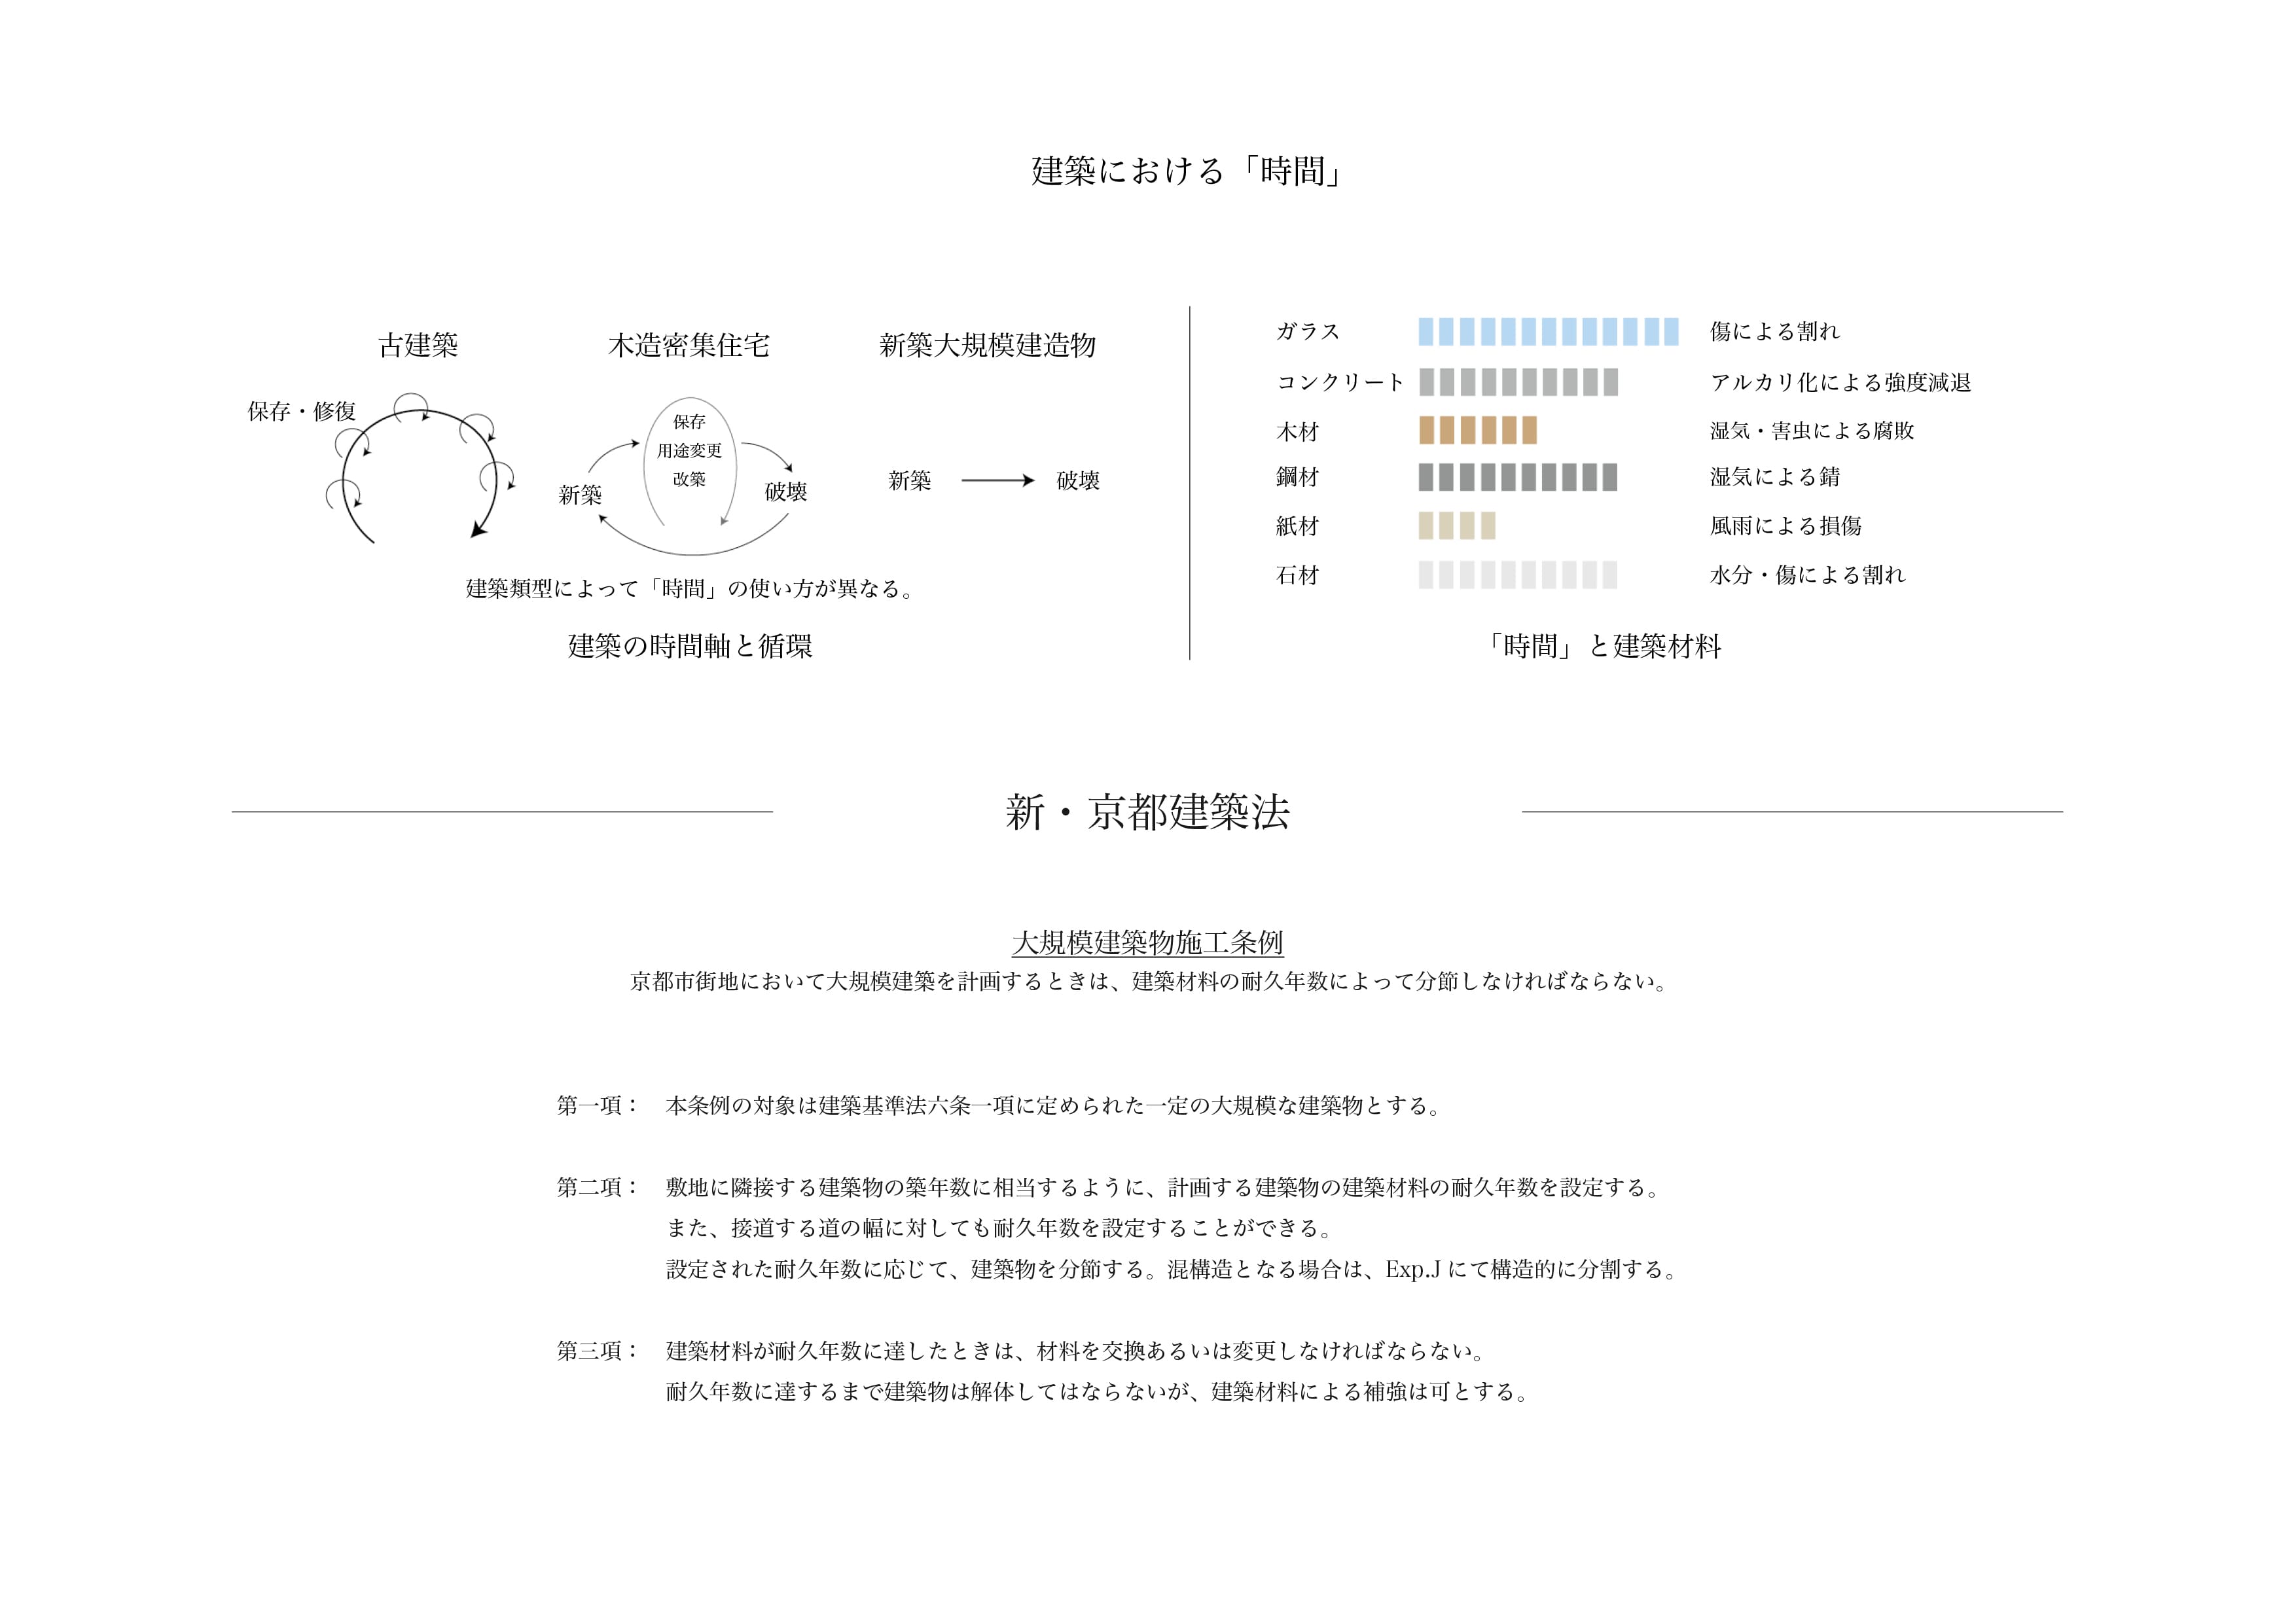 建築における「時間」
古建築
木造密集住宅
新築大規模建造物
保存・修復
保存
用途変更
改築
新築
破壊
新築
破壊
建築類型によって「時間」の使い方が異なる。
建築の時間軸と循環
ガラス
傷による割れ
コンクリート
アルカリ化による強度減退
木材
湿気・害虫による腐敗
鋼材
湿気による錆
紙材
風雨による損傷
石材
水分・傷による割れ
「時間」と建築材料
新・京都建築法
大規模建築物施工条例
京都市街地において大規模建築を計画するときは、建築材料の耐久年数によって分節しなければならない。
第一項： 本条例の対象は建築基準法六条一項に定められた一定の大規模な建築物とする。
第二項： 敷地に隣接する建築物の築年数に相当するように、計画する建築物の建築材料の耐久年数を設定する。
また、接道する道の幅に対しても耐久年数を設定することができる。
設定された耐久年数に応じて、建築物を分節する。混構造となる場合は、Exp.J にて構造的に分割する。
第三項： 建築材料が耐久年数に達したときは、材料を交換あるいは変更しなければならない。
耐久年数に達するまで建築物は解体してはならないが、建築材料による補強は可とする。